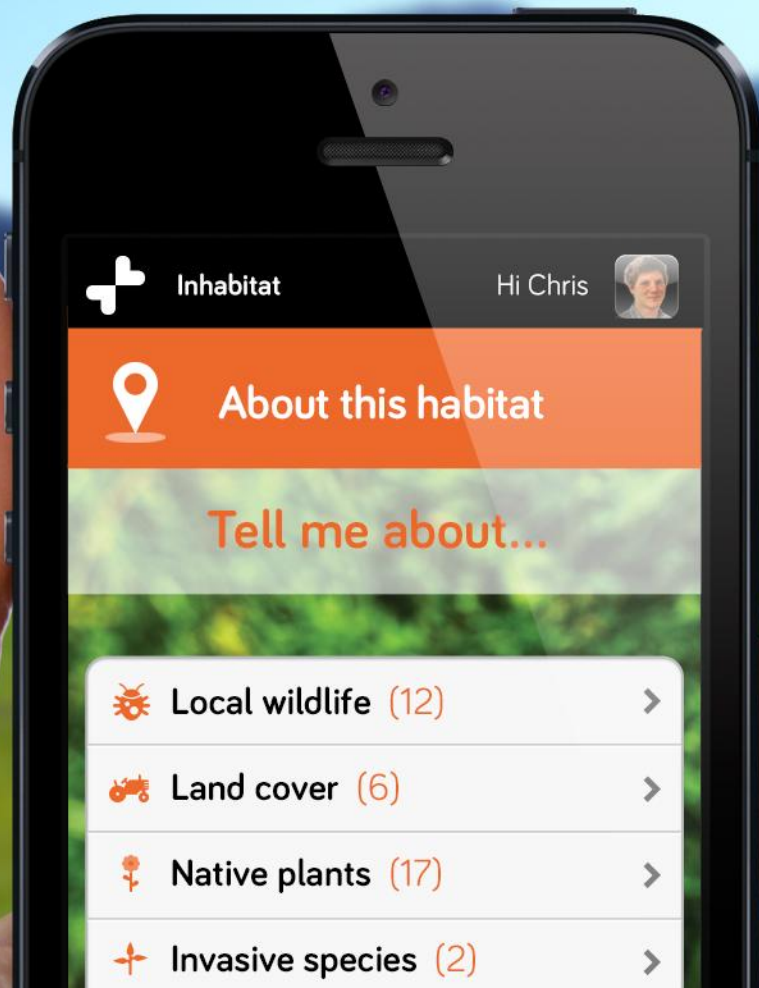 Inhabitat
Hi Chris
About this habitat
Tell me about...
Local wildlife (12)
Land cover (6)
Native plants (17)
Invasive species (2)